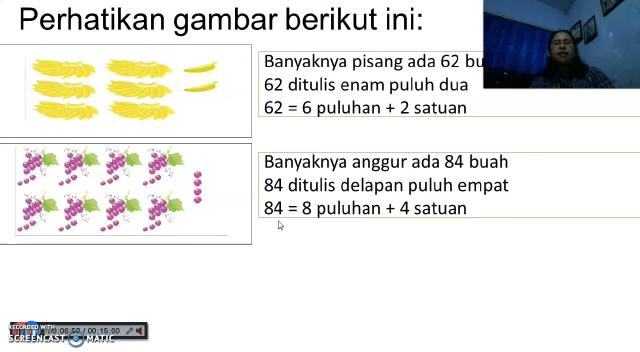 Perhatikan gambar berikut ini:
Banyaknya pisang ada 62 bu
62 ditulis enam puluh dua
62 = 6 puluhan + 2 satuan
Banyaknya anggur ada 84 buah
84 ditulis delapan puluh empat
84 = 8 puluhan + 4 satuan
RECORDED WITH
SCREENCAST MATIC
00:06:50 / 00:15:00